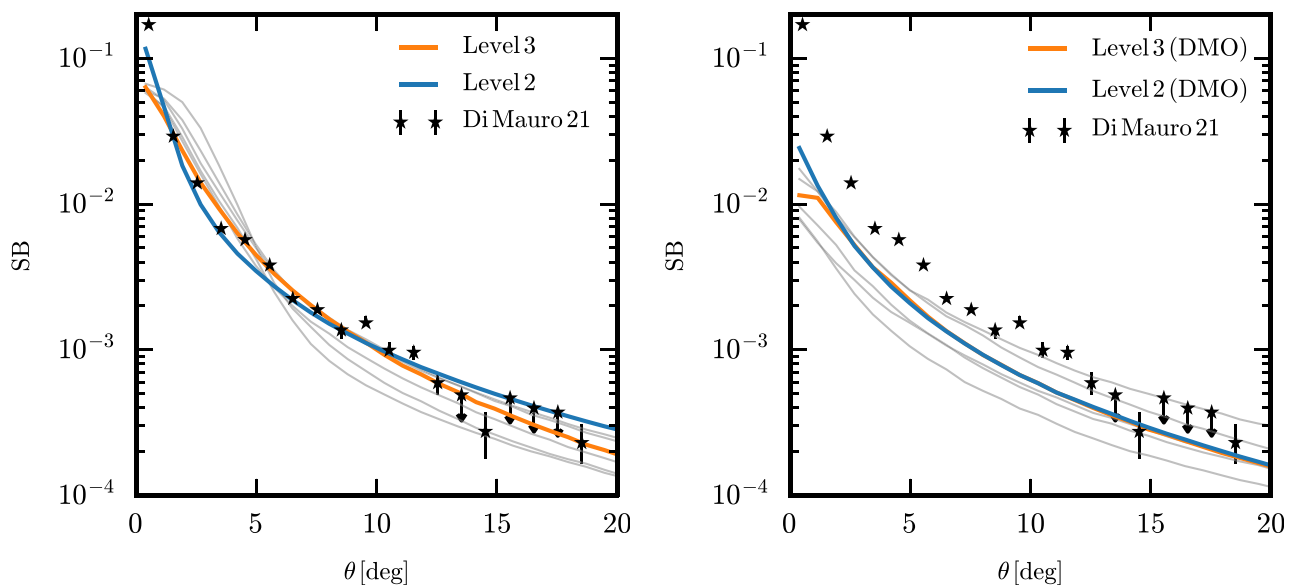 10⁻¹
10⁻²
10⁻³
10⁻⁴
SB
0 5 10 15 20
θ [deg]
Level 3
Level 2
Di Mauro 21
10⁻¹
10⁻²
10⁻³
10⁻⁴
SB
0 5 10 15 20
θ [deg]
Level 3 (DMO)
Level 2 (DMO)
Di Mauro 21